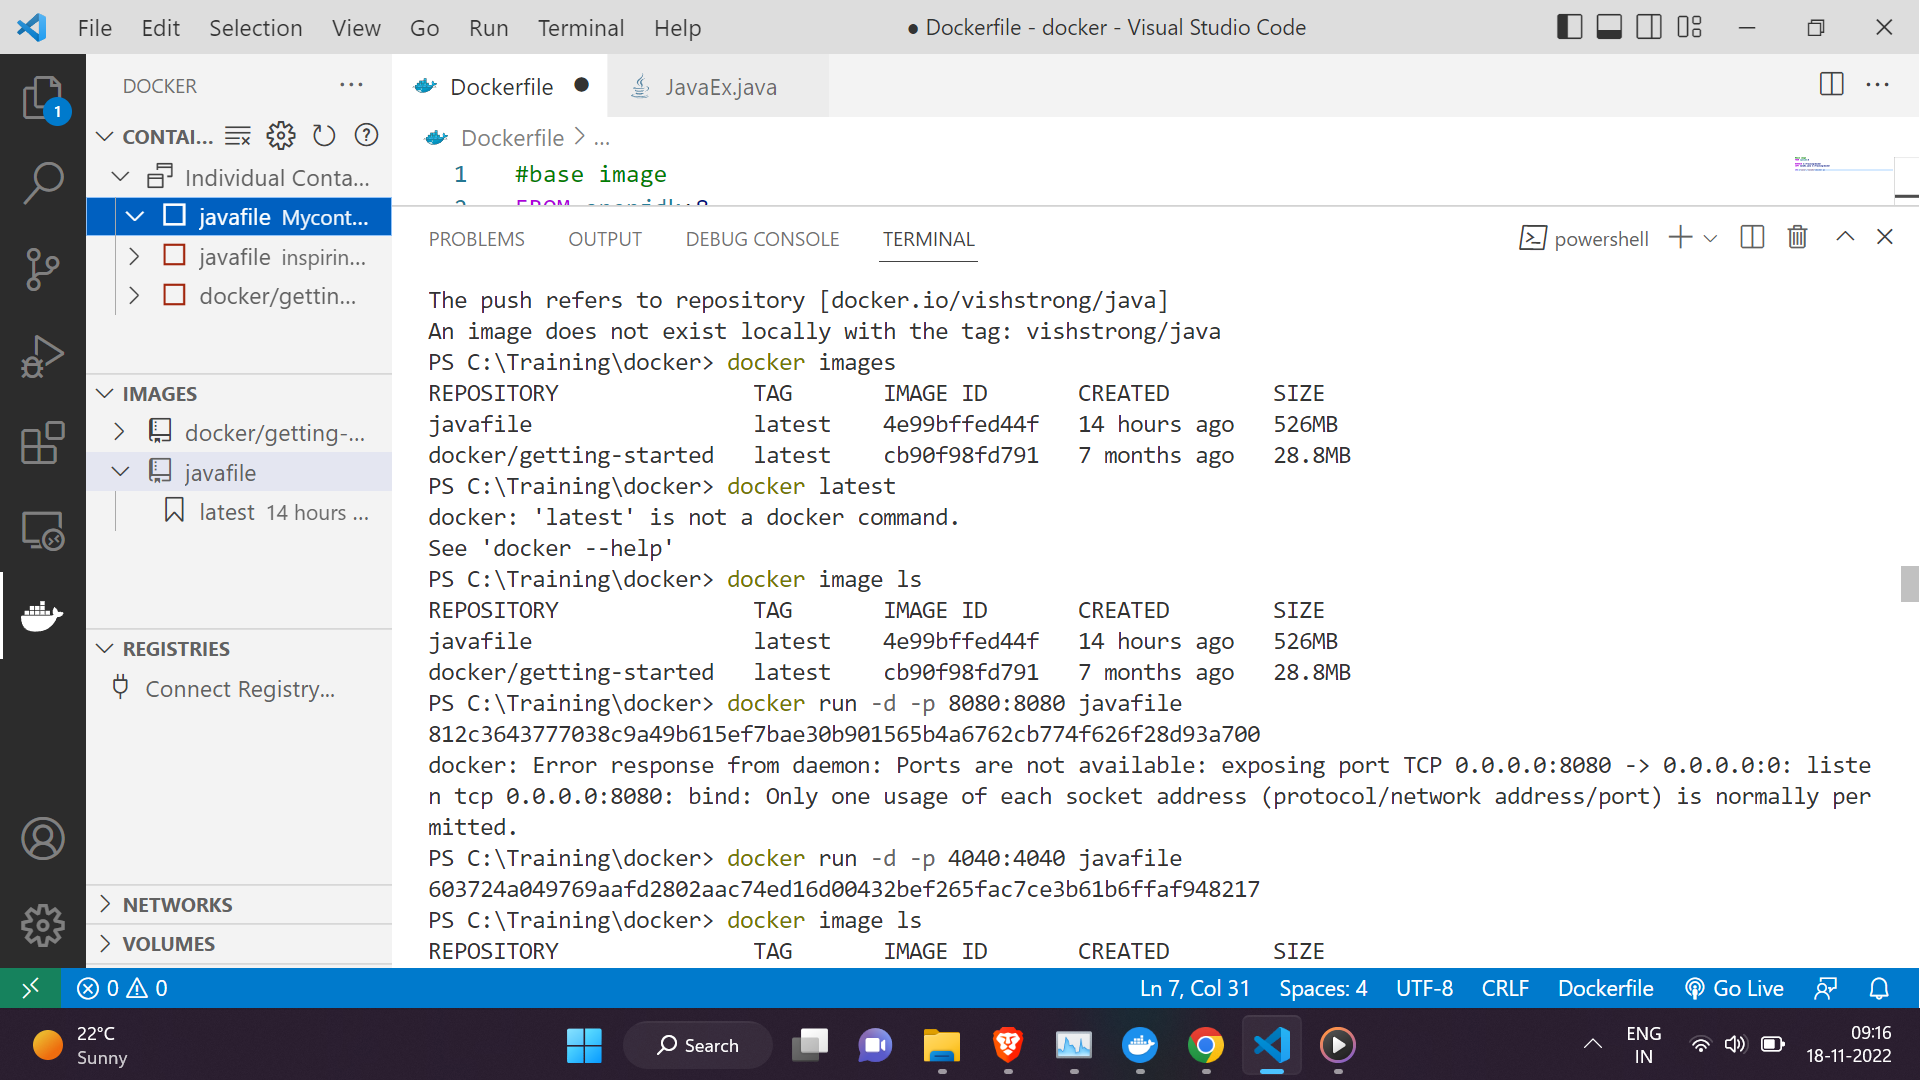 File Edit Selection View Go Run Terminal Help
● Dockerfile - docker - Visual Studio Code
1
DOCKER
Dockerfile
JavaEx.java
CONTAI...
Dockerfile > ...
Individual Conta...
1 #base image
javafile Mycont...
javafile inspirin...
docker/gettin...
IMAGES
docker/getting-...
javafile
latest 14 hours ...
REGISTRIES
Connect Registry...
NETWORKS
VOLUMES
PROBLEMS OUTPUT DEBUG CONSOLE TERMINAL
powershell
The push refers to repository [docker.io/vishstrong/java]
An image does not exist locally with the tag: vishstrong/java
PS C:\Training\docker> docker images
REPOSITORY TAG IMAGE ID CREATED SIZE
javafile latest 4e99bffed44f 14 hours ago 526MB
docker/getting-started latest cb90f98fd791 7 months ago 28.8MB
PS C:\Training\docker> docker latest
docker: 'latest' is not a docker command.
See 'docker --help'
PS C:\Training\docker> docker image ls
REPOSITORY TAG IMAGE ID CREATED SIZE
javafile latest 4e99bffed44f 14 hours ago 526MB
docker/getting-started latest cb90f98fd791 7 months ago 28.8MB
PS C:\Training\docker> docker run -d -p 8080:8080 javafile
812c3643777038c9a49b615ef7bae30b901565b4a6762cb774f626f28d93a700
docker: Error response from daemon: Ports are not available: exposing port TCP 0.0.0.0:8080 -> 0.0.0.0:0: liste
n tcp 0.0.0.0:8080: bind: Only one usage of each socket address (protocol/network address/port) is normally per
mitted.
PS C:\Training\docker> docker run -d -p 4040:4040 javafile
603724a049769aafd2802aac74ed16d00432bef265fac7ce3b61b6ffaf948217
PS C:\Training\docker> docker image ls
REPOSITORY TAG IMAGE ID CREATED SIZE
0 0
Ln 7, Col 31 Spaces: 4 UTF-8 CRLF Dockerfile Go Live
22°C
Sunny
Search
ENG
IN
09:16
18-11-2022